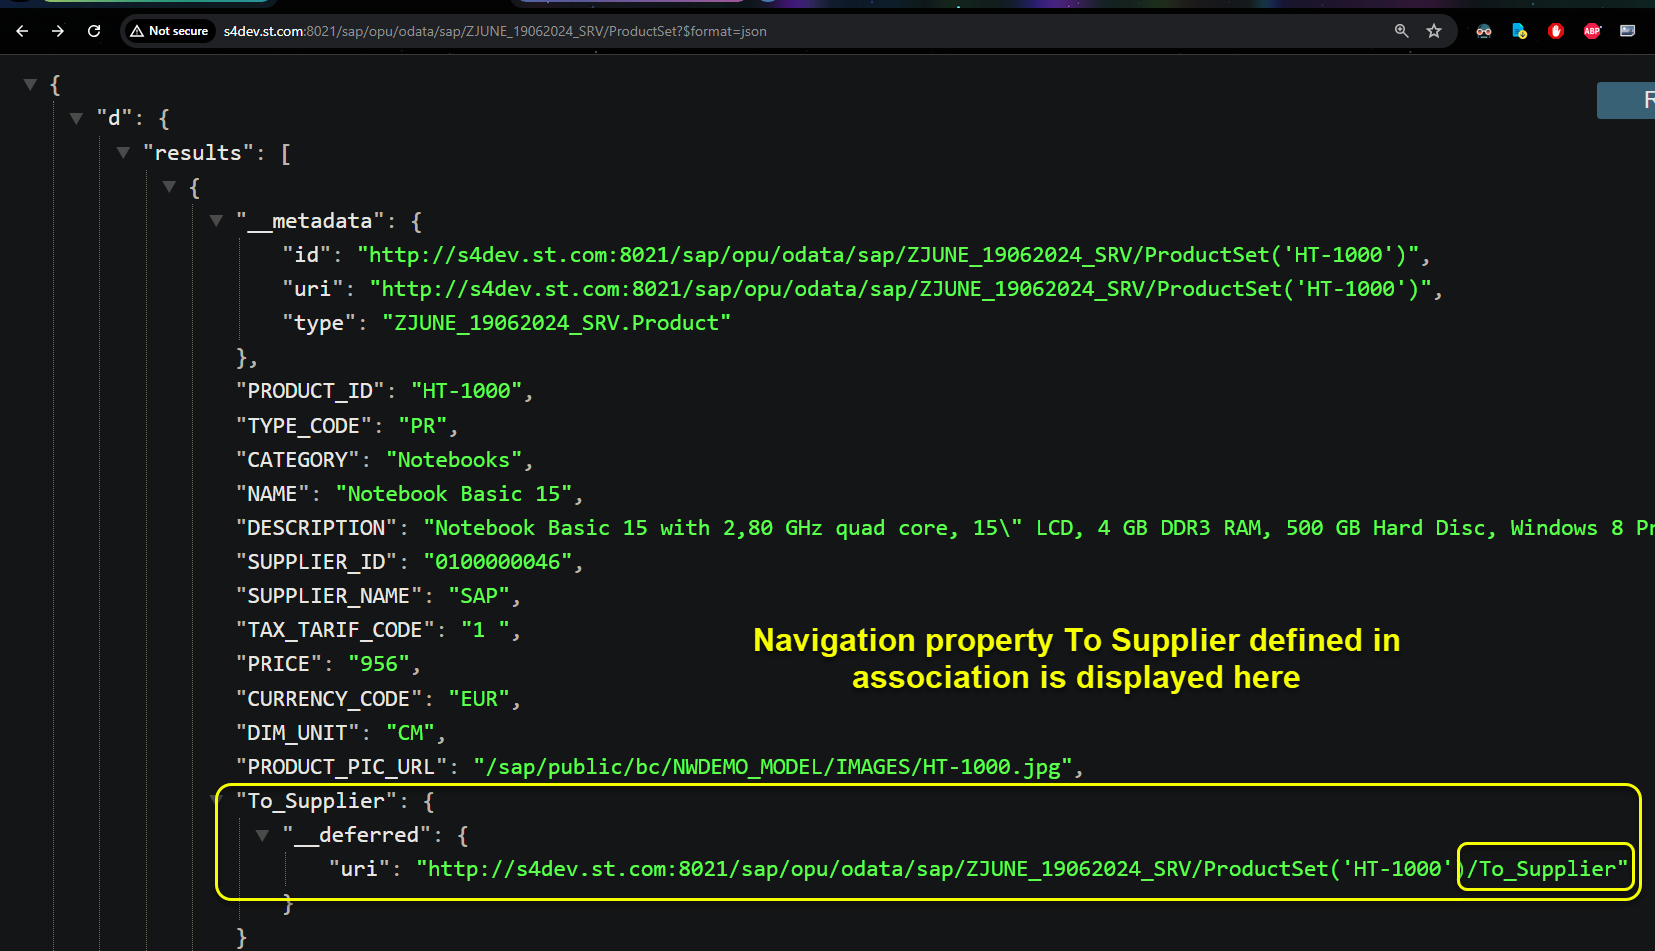 Not secure s4dev.st.com:8021/sap/opu/odata/sap/ZJUNE_19062024_SRV/ProductSet?$format=json ABP
{
R
"d": {
"results": [
{
"__metadata": {
"id": "http://s4dev.st.com:8021/sap/opu/odata/sap/ZJUNE_19062024_SRV/ProductSet('HT-1000')",
"uri": "http://s4dev.st.com:8021/sap/opu/odata/sap/ZJUNE_19062024_SRV/ProductSet('HT-1000')",
"type": "ZJUNE_19062024_SRV.Product"
},
"PRODUCT_ID": "HT-1000",
"TYPE_CODE": "PR",
"CATEGORY": "Notebooks",
"NAME": "Notebook Basic 15",
"DESCRIPTION": "Notebook Basic 15 with 2,80 GHz quad core, 15\" LCD, 4 GB DDR3 RAM, 500 GB Hard Disc, Windows 8 Pr
"SUPPLIER_ID": "0100000046",
"SUPPLIER_NAME": "SAP",
"TAX_TARIF_CODE": "1 ",
"PRICE": "956",
"CURRENCY_CODE": "EUR",
"DIM_UNIT": "CM",
"PRODUCT_PIC_URL": "/sap/public/bc/NWDEMO_MODEL/IMAGES/HT-1000.jpg",
Navigation property To Supplier defined in
association is displayed here
"To_Supplier": {
"__deferred": {
"uri": "http://s4dev.st.com:8021/sap/opu/odata/sap/ZJUNE_19062024_SRV/ProductSet('HT-1000')/To_Supplier"
}
}